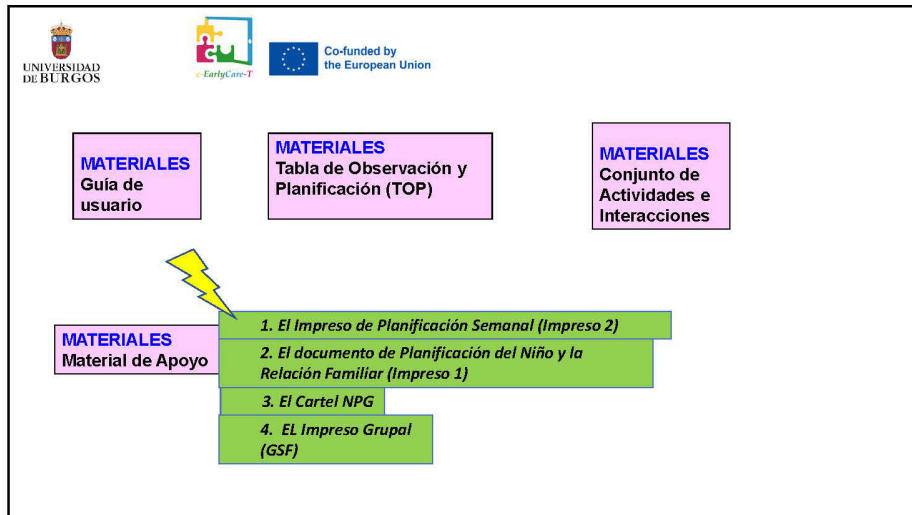 UNIVERSIDAD
DE BURGOS
e-EarlyCare-T
Co-funded by
the European Union
MATERIALES
Guía de
usuario
MATERIALES
Tabla de Observación y
Planificación (TOP)
MATERIALES
Conjunto de
Actividades e
Interacciones
MATERIALES
Material de Apoyo
1. El Impreso de Planificación Semanal (Impreso 2)
2. El documento de Planificación del Niño y la
Relación Familiar (Impreso 1)
3. El Cartel NPG
4. EL Impreso Grupal
(GSF)